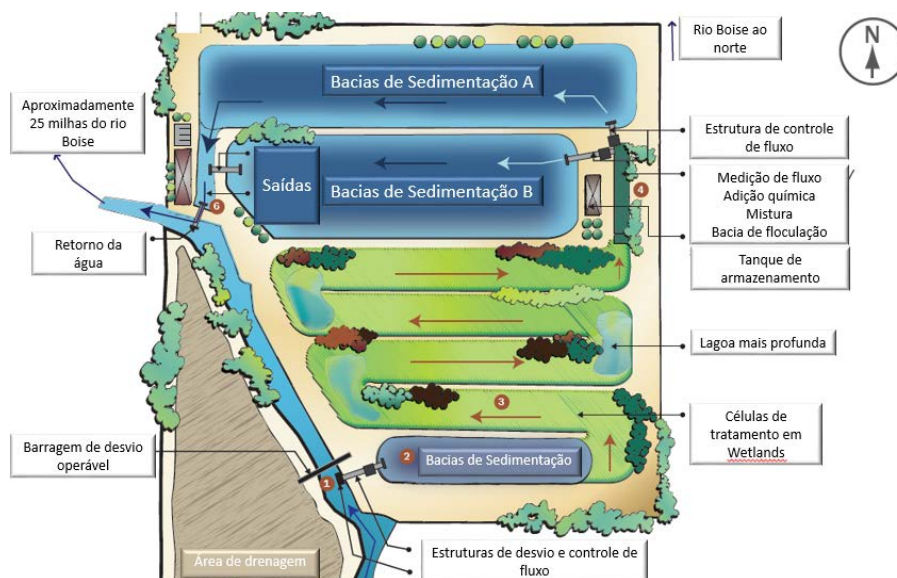 Rio Boise ao
norte
N
Bacias de Sedimentação A
Aproximadamente
25 milhas do rio
Boise
Estrutura de controle
de fluxo
Saídas
Bacias de Sedimentação B
4
Medição de fluxo
Adição química
Mistura
Bacia de floculação
6
Retorno da
água
Tanque de
armazenamento
Lagoa mais profunda
3
Células de
tratamento em
Wetlands
Barragem de desvio
operável
2
Bacias de Sedimentação
1
Área de drenagem
Estruturas de desvio e controle de
fluxo